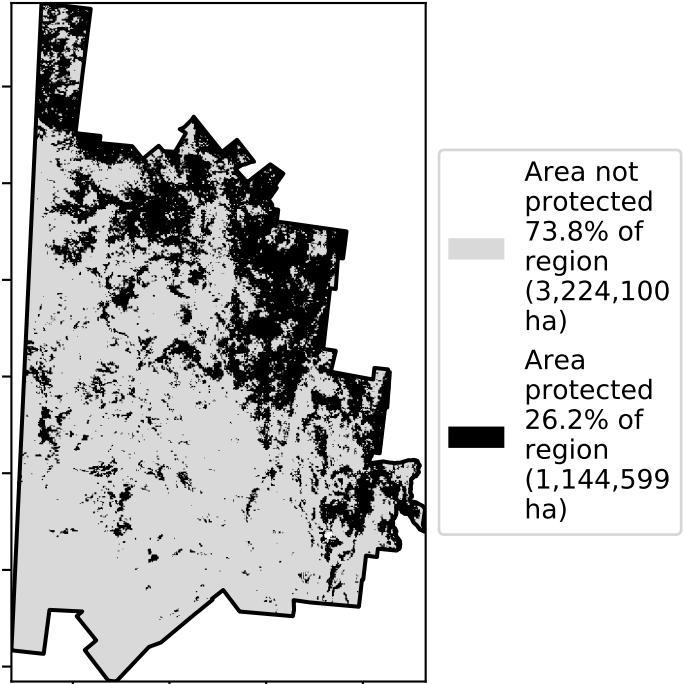 Area not
protected
73.8% of
region
(3,224,100
ha)
Area
protected
26.2% of
region
(1,144,599
ha)